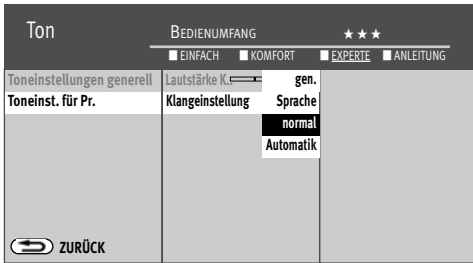 Ton
BEDIENUMFANG ★★★
EINFACH KOMFORT EXPERTE ANLEITUNG
Toneinstellungen generell Lautstärke K.: gen.
Toneinst. für Pr. Klangeinstellung Sprache
normal
Automatik
ZURÜCK